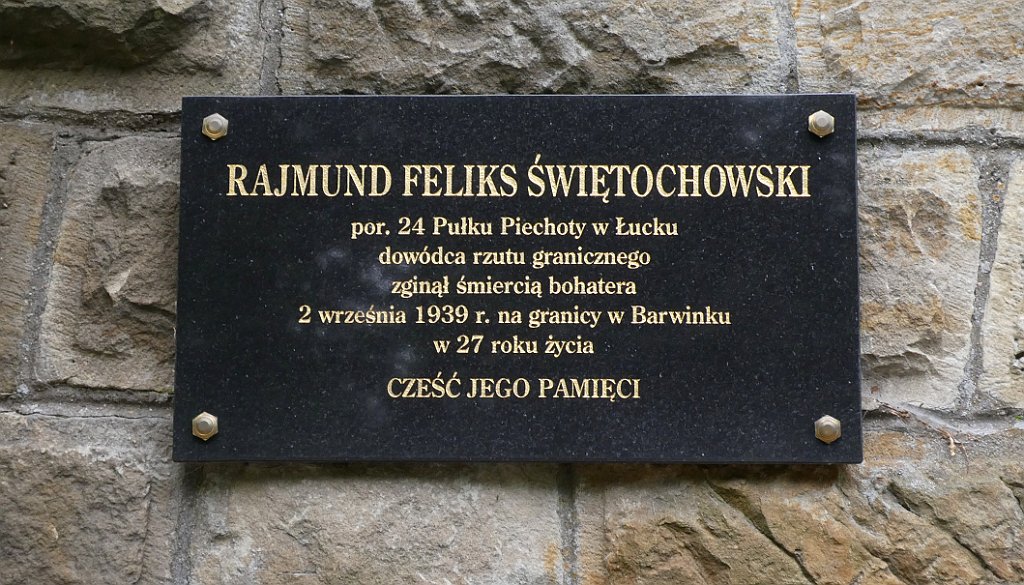 RAJMUND FELIKS ŚWIĘTOCHOWSKI
por. 24 Pułku Piechoty w Łucku
dowódca rzutu granicznego
zginął śmiercią bohatera
2 września 1939 r. na granicy w Barwinku
w 27 roku życia
CZEŚĆ JEGO PAMIĘCI